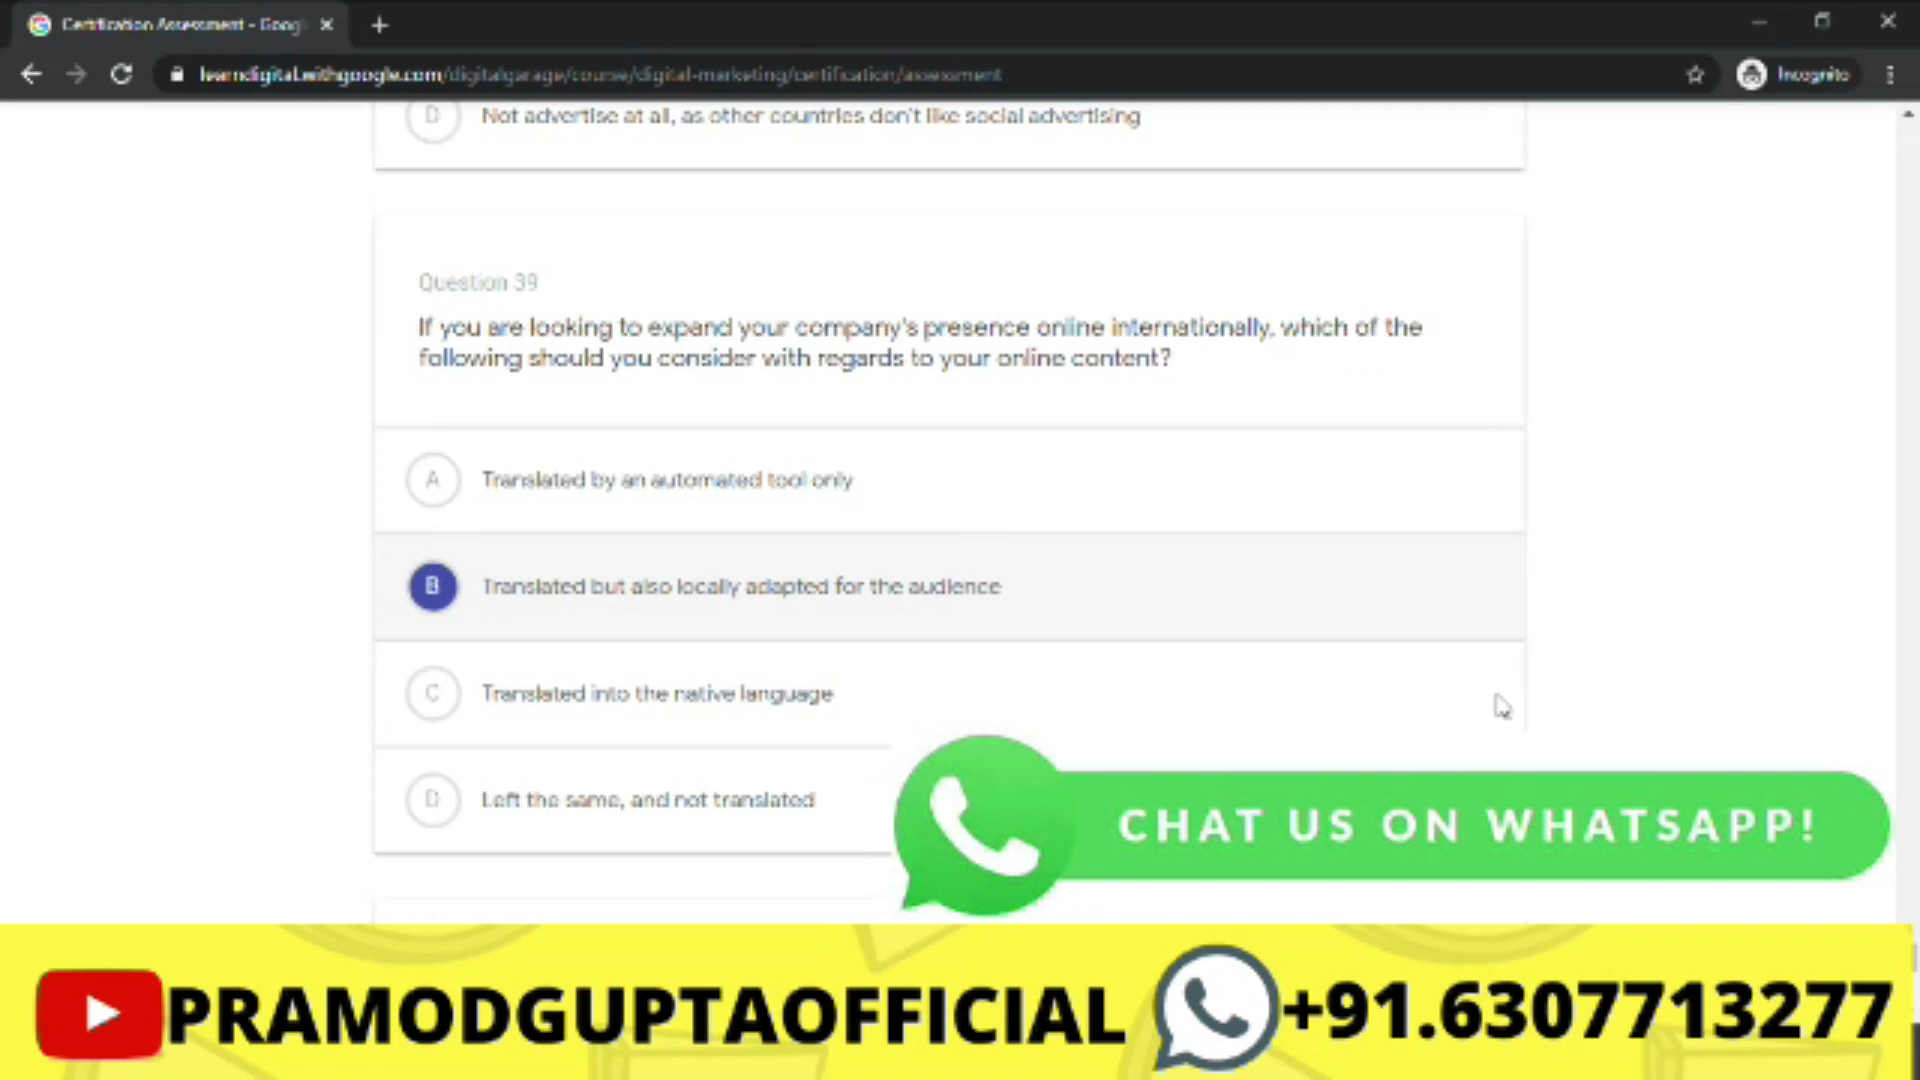 Certification Assessment - Goog
learndigital.withgoogle.com/digitalgarage/course/digital-marketing/certification/assessment
Incognito
D Not advertise at all, as other countries don't like social advertising
Question 39
If you are looking to expand your company's presence online internationally, which of the
following should you consider with regards to your online content?
A Translated by an automated tool only
B Translated but also locally adapted for the audience
C Translated into the native language
D Left the same, and not translated
CHAT US ON WHATSAPP!
PRAMODGUPTAOFFICIAL +91.6307713277